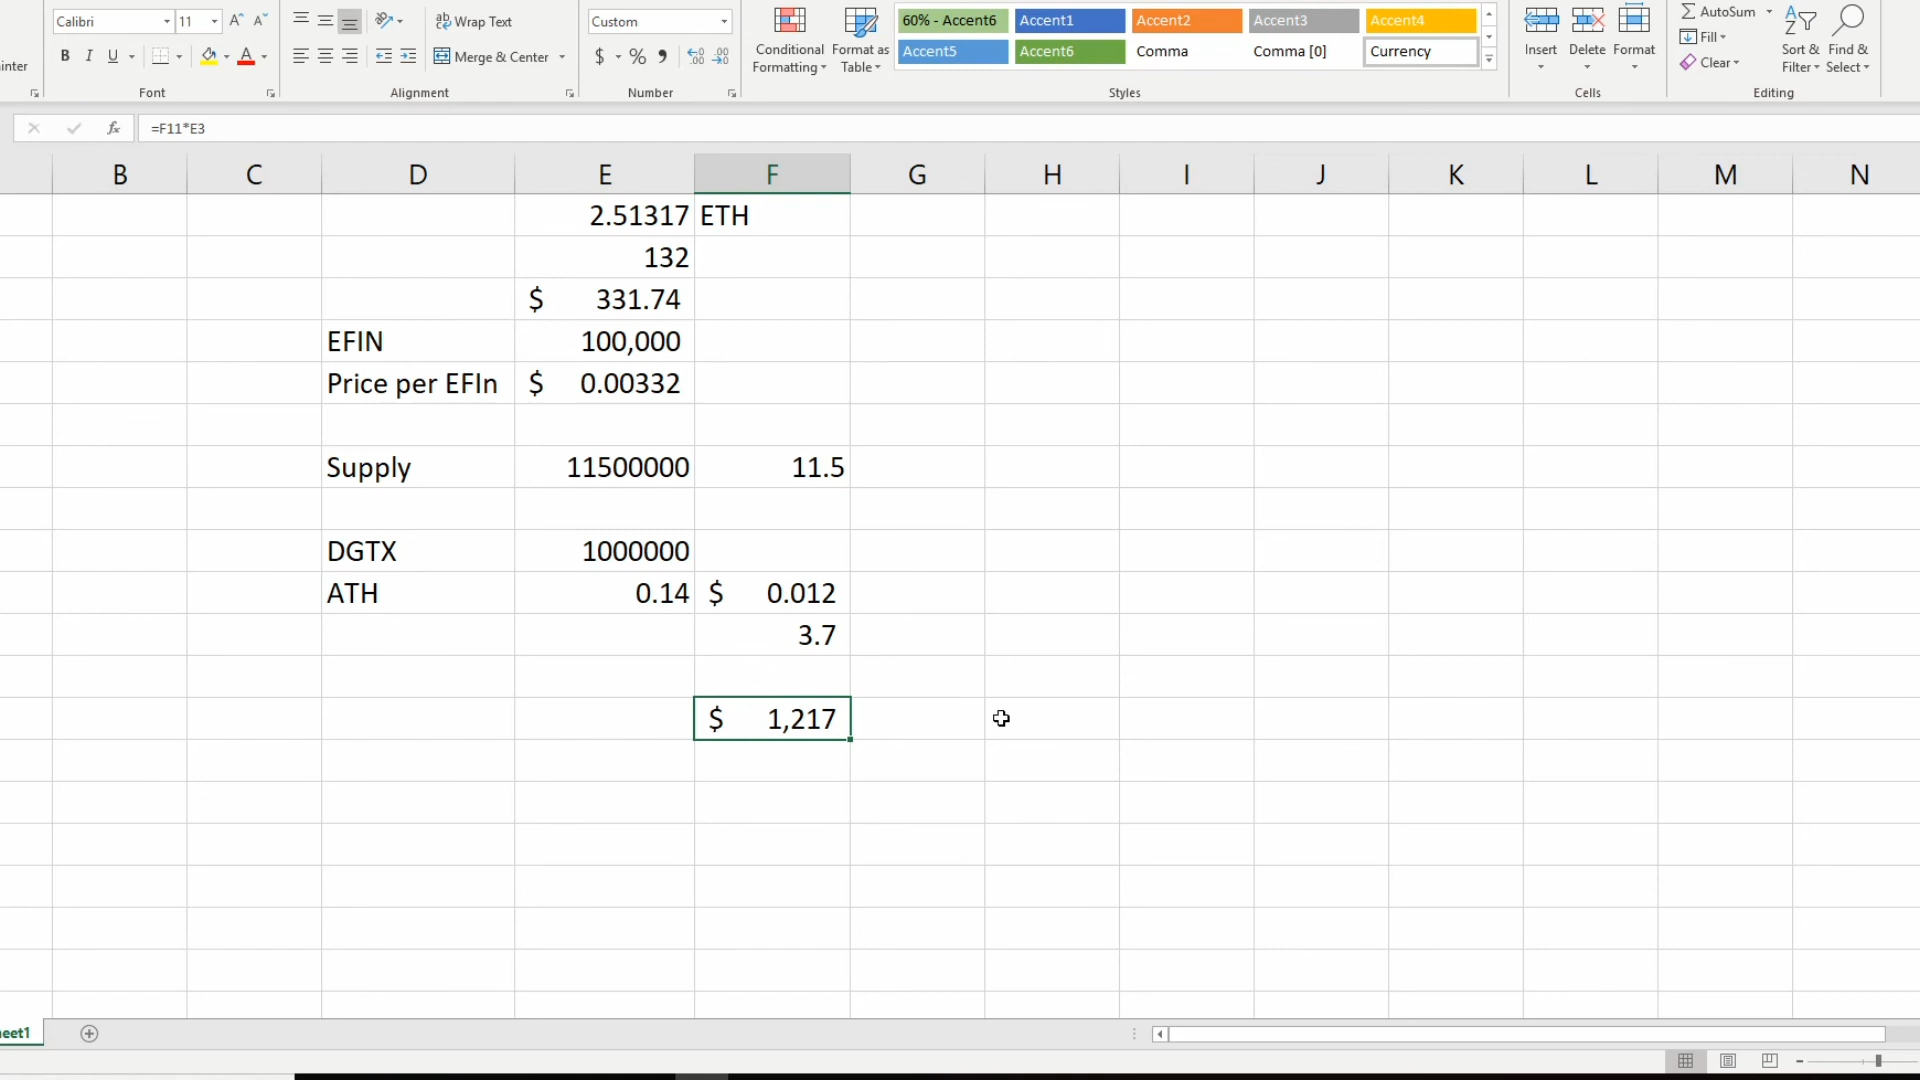 Calibri 11 A^ A˅ Wrap Text Custom 60% - Accent6 Accent1 Accent2 Accent3 Accent4 AutoSum
B I U Merge & Center $ % , Conditional Formatting Format as Table Accent5 Accent6 Comma Comma [0] Currency Insert Delete Format Fill Clear Sort & Filter Find & Select
inter
Font Alignment Number Styles Cells Editing
fx =F11*E3
B C D E F G H I J K L M N
2.51317 ETH
132
$ 331.74
EFIN 100,000
Price per EFIn $ 0.00332
Supply 11500000 11.5
DGTX 1000000
ATH 0.14 $ 0.012
3.7
$ 1,217
eet1